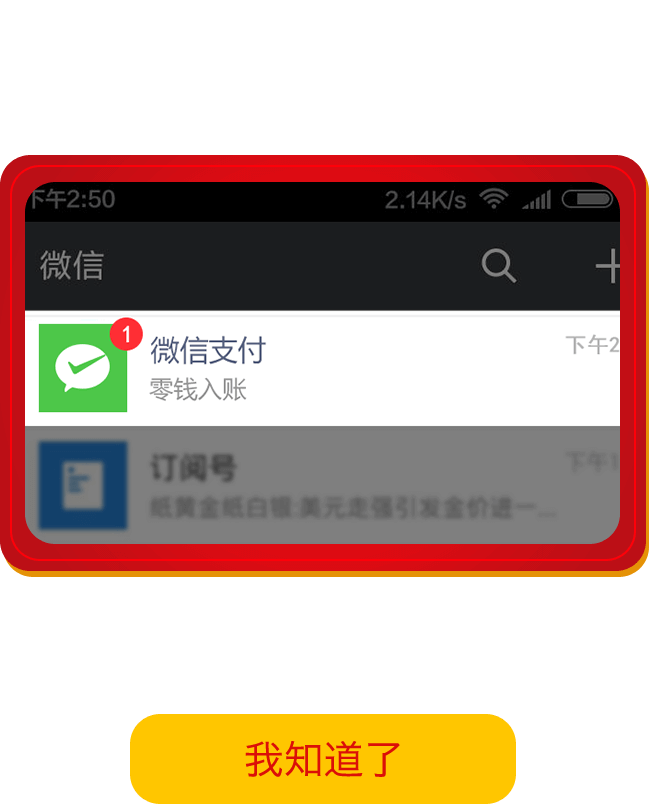 下午2:50 2.14K/s
微信
1
微信支付 下午2
零钱入账
订阅号 下午1
纸黄金纸白银:美元走强引发金价进一...
我知道了